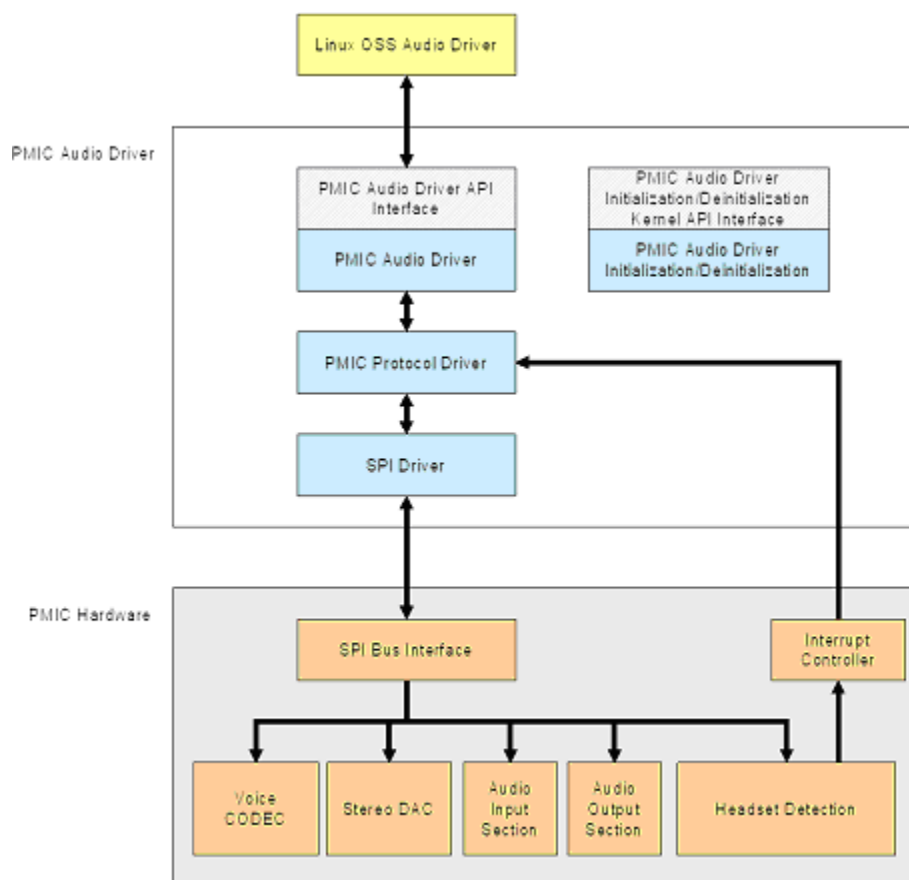 Linux OSS Audio Driver
PMIC Audio Driver
PMIC Audio Driver API
Interface
PMIC Audio Driver
PMIC Audio Driver
Initialization/Deinitialization
Kernel API Interface
PMIC Audio Driver
Initialization/Deinitialization
PMIC Protocol Driver
SPI Driver
PMIC Hardware
SPI Bus Interface
Interrupt
Controller
Voice
CODEC
Stereo DAC
Audio
Input
Section
Audio
Output
Section
Headset Detection